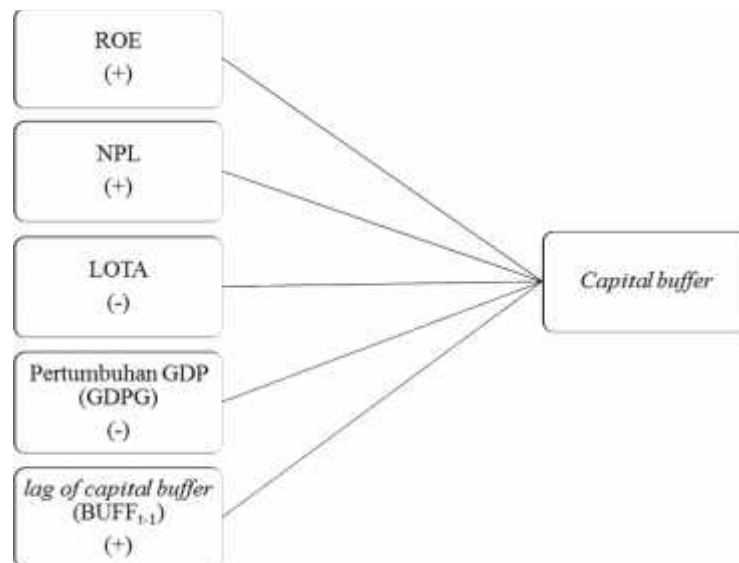 ROE
(+)
NPL
(+)
LOTA
(-)
Pertumbuhan GDP
(GDPG)
(-)
lag of capital buffer
(BUFFt-1)
(+)
Capital buffer